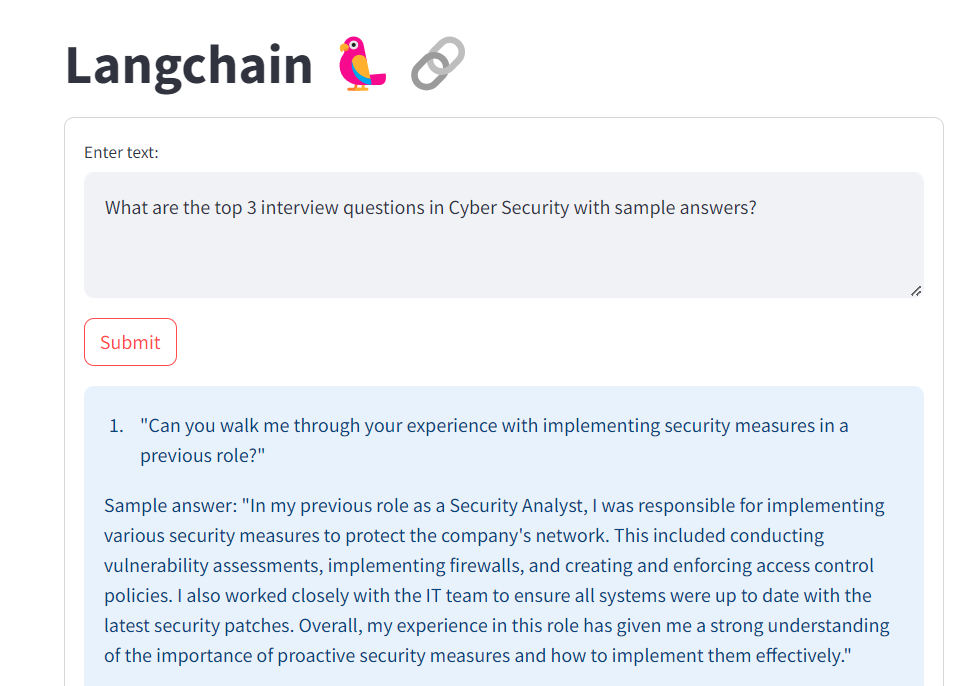 Langchain
Enter text:
What are the top 3 interview questions in Cyber Security with sample answers?
Submit
1. "Can you walk me through your experience with implementing security measures in a
previous role?"
Sample answer: "In my previous role as a Security Analyst, I was responsible for implementing
various security measures to protect the company's network. This included conducting
vulnerability assessments, implementing firewalls, and creating and enforcing access control
policies. I also worked closely with the IT team to ensure all systems were up to date with the
latest security patches. Overall, my experience in this role has given me a strong understanding
of the importance of proactive security measures and how to implement them effectively."